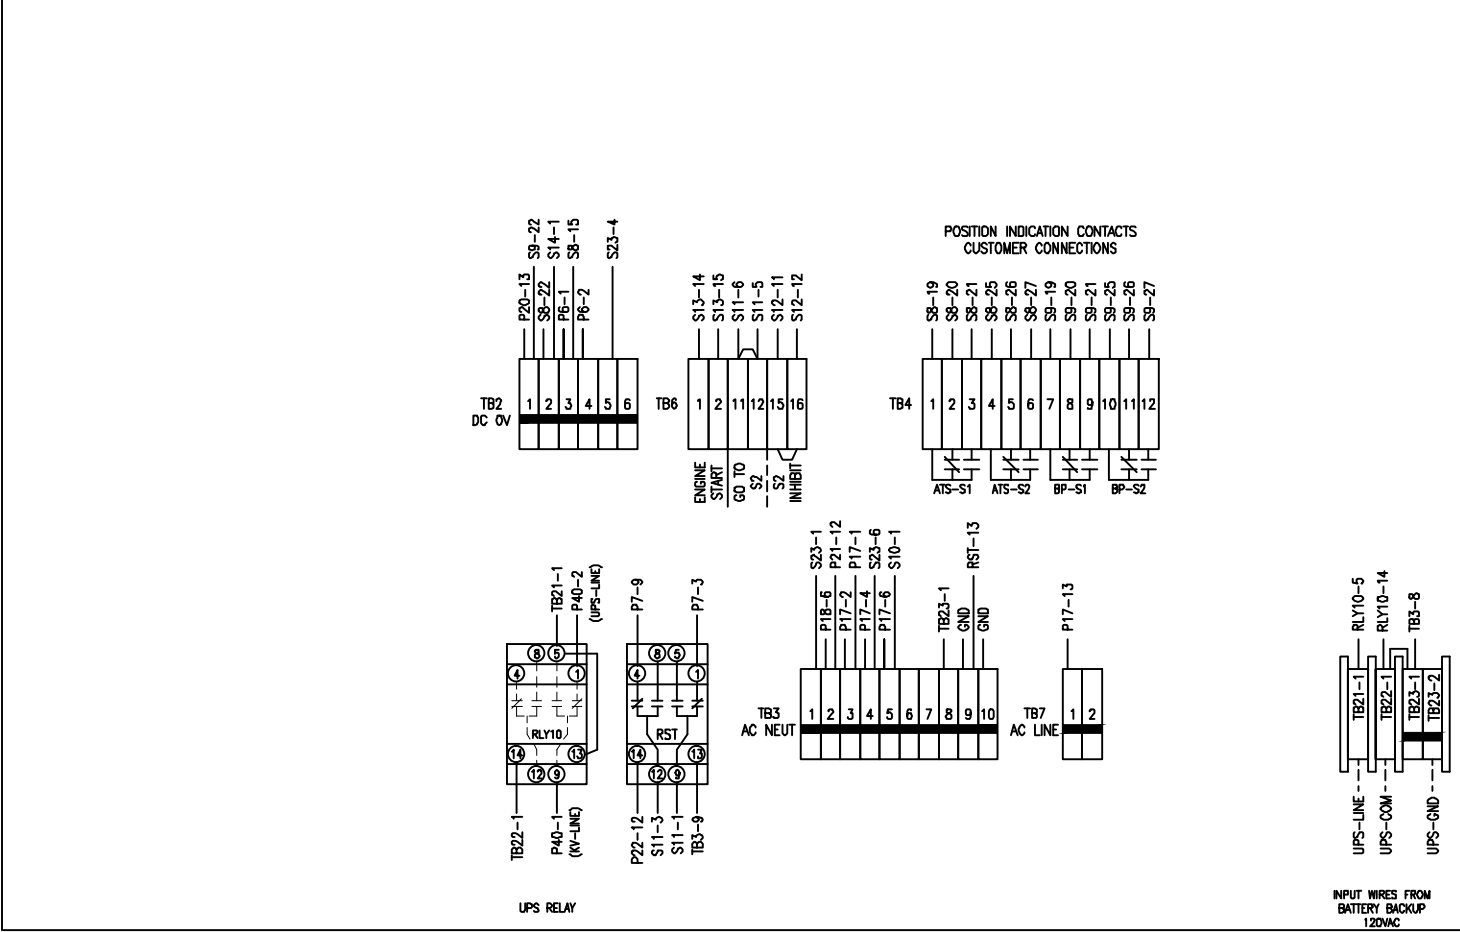 P20-13
S9-22
S8-22
S14-1
P6-1
S8-15
P6-2
S23-4
TB2
DC 0V
1 2 3 4 5 6
S13-14
S13-15
S11-6
S11-5
S12-11
S12-12
TB6
1 2 11 12 15 16
ENGINE
START
GO TO
S2
S2
INHIBIT
POSITION INDICATION CONTACTS
CUSTOMER CONNECTIONS
S8-19
S8-20
S8-21
S8-25
S8-26
S8-27
S9-19
S9-20
S9-21
S9-25
S9-26
S9-27
TB4
1 2 3 4 5 6 7 8 9 10 11 12
ATS-S1
ATS-S2
BP-S1
BP-S2
TB21-1
P40-2
(UPS-LINE)
8 5
4 1
RLY10
14 13
12 9
TB22-1
P40-1
(KV-LINE)
UPS RELAY
P7-9
P7-3
8 5
4 1
RST
14 13
12 9
P22-12
S11-3
S11-1
TB3-9
S23-1
P18-6
P21-12
P17-2
P17-1
P17-4
S23-6
P17-6
S10-1
TB23-1
GND
RST-13
GND
TB3
AC NEUT
1 2 3 4 5 6 7 8 9 10
P17-13
TB7
AC LINE
1 2
RLY10-5
RLY10-14
TB3-8
TB21-1
TB22-1
TB23-1
TB23-2
UPS-LINE
UPS-COM
UPS-GND
INPUT WIRES FROM
BATTERY BACKUP
120VAC